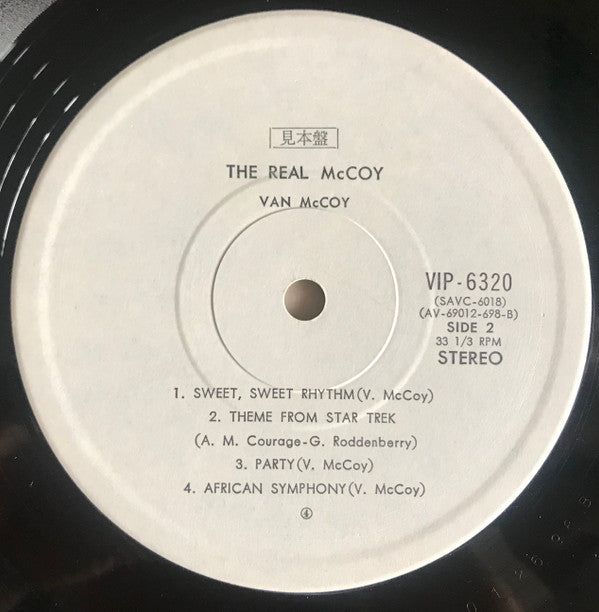 見本盤
THE REAL McCOY
VAN McCOY
VIP-6320
(SAVC-6018)
(AV-69012-698-B)
SIDE 2
33 1/3 RPM
STEREO
1. SWEET, SWEET RHYTHM(V. McCoy)
2. THEME FROM STAR TREK
(A. M. Courage-G. Roddenberry)
3. PARTY(V. McCoy)
4. AFRICAN SYMPHONY(V. McCoy)
④